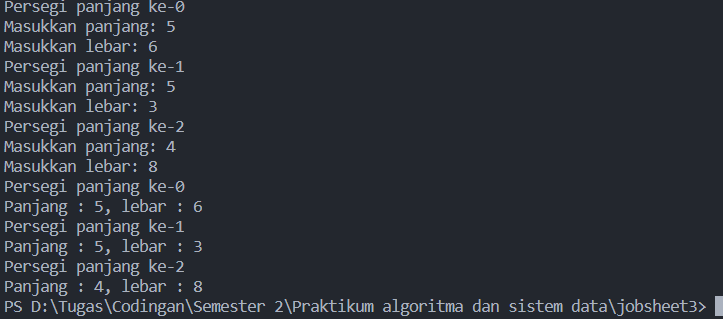 Persegi panjang ke-0
Masukkan panjang: 5
Masukkan lebar: 6
Persegi panjang ke-1
Masukkan panjang: 5
Masukkan lebar: 3
Persegi panjang ke-2
Masukkan panjang: 4
Masukkan lebar: 8
Persegi panjang ke-0
Panjang : 5, lebar : 6
Persegi panjang ke-1
Panjang : 5, lebar : 3
Persegi panjang ke-2
Panjang : 4, lebar : 8
PS D:\Tugas\Codingan\Semester 2\Praktikum algoritma dan sistem data\jobsheet3>